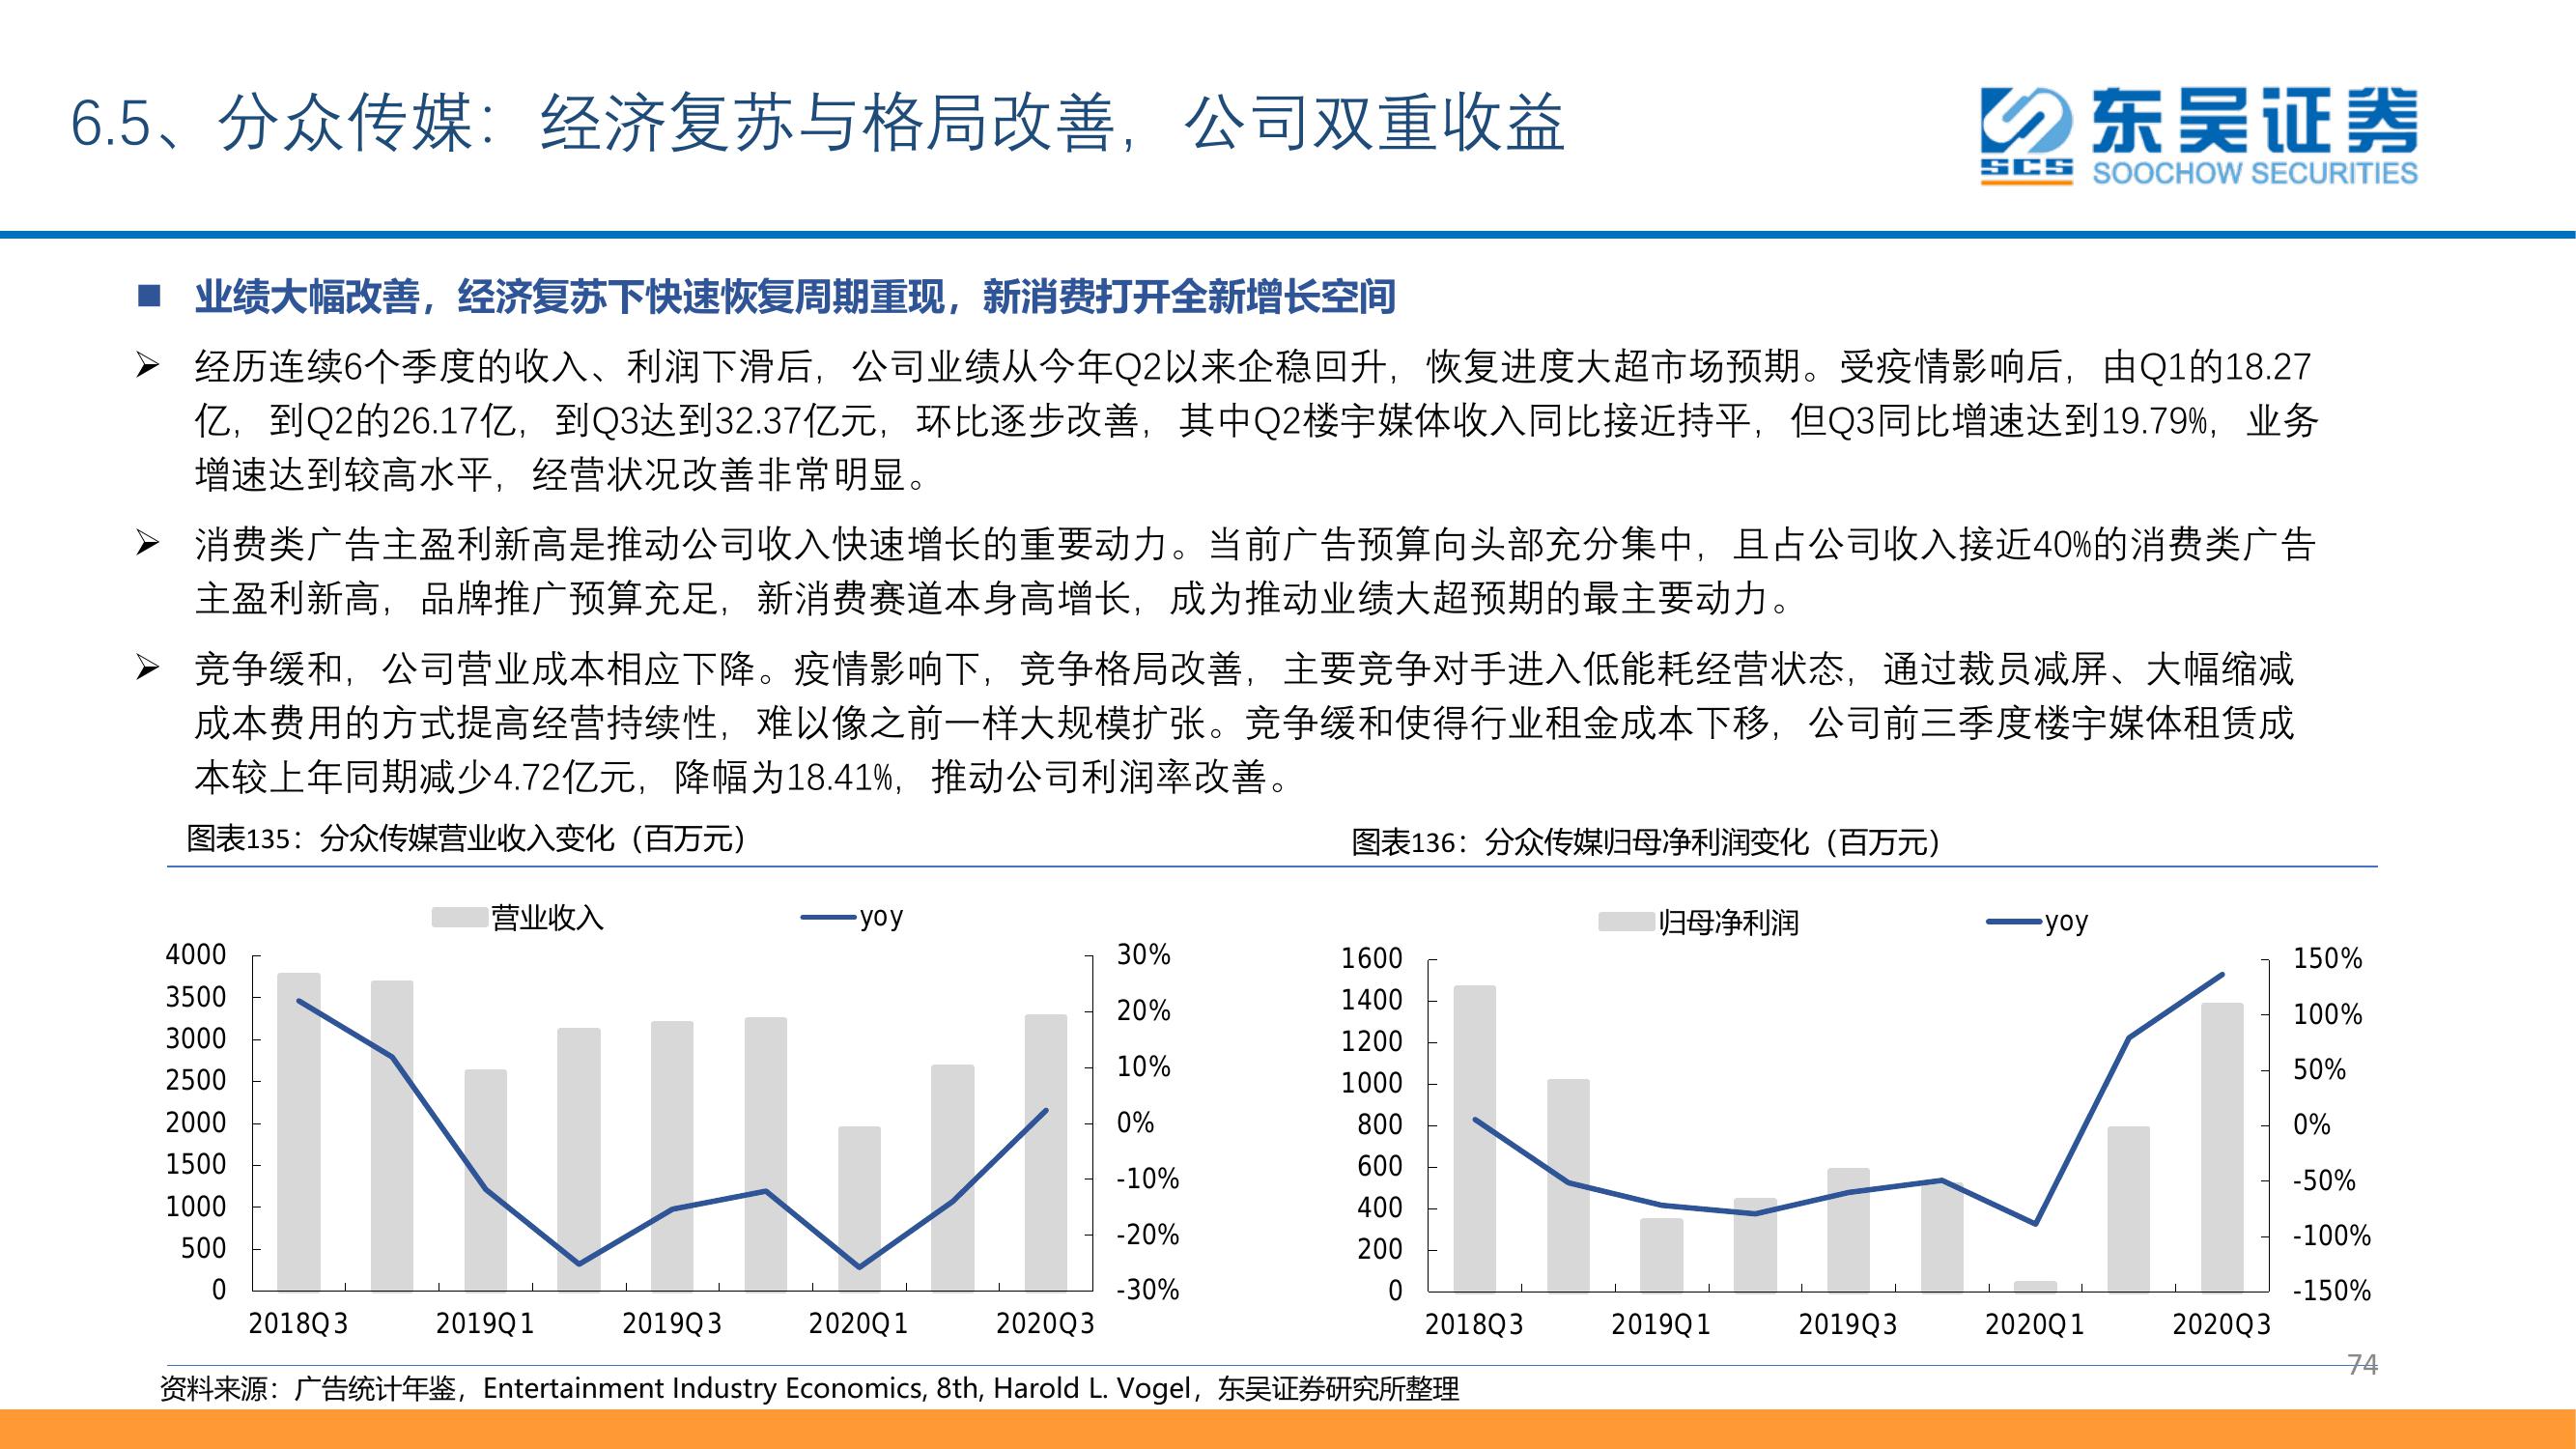 6.5、分众传媒：经济复苏与格局改善，公司双重收益
东吴证券
SCS
SOOCHOW SECURITIES
业绩大幅改善，经济复苏下快速恢复周期重现，新消费打开全新增长空间
经历连续6个季度的收入、利润下滑后，公司业绩从今年Q2以来企稳回升，恢复进度大超市场预期。受疫情影响后，由Q1的18.27
亿，到Q2的26.17亿，到Q3达到32.37亿元，环比逐步改善，其中Q2楼宇媒体收入同比接近持平，但Q3同比增速达到19.79%，业务
增速达到较高水平，经营状况改善非常明显。
消费类广告主盈利新高是推动公司收入快速增长的重要动力。当前广告预算向头部充分集中，且占公司收入接近40%的消费类广告
主盈利新高，品牌推广预算充足，新消费赛道本身高增长，成为推动业绩大超预期的最主要动力。
竞争缓和，公司营业成本相应下降。疫情影响下，竞争格局改善，主要竞争对手进入低能耗经营状态，通过裁员减屏、大幅缩减
成本费用的方式提高经营持续性，难以像之前一样大规模扩张。竞争缓和使得行业租金成本下移，公司前三季度楼宇媒体租赁成
本较上年同期减少4.72亿元，降幅为18.41%，推动公司利润率改善。
图表135：分众传媒营业收入变化（百万元）
营业收入 yoy
4000
3500
3000
2500
2000
1500
1000
500
0
30%
20%
10%
0%
-10%
-20%
-30%
2018Q3 2019Q1 2019Q3 2020Q1 2020Q3
图表136：分众传媒归母净利润变化（百万元）
归母净利润 yoy
1600
1400
1200
1000
800
600
400
200
0
150%
100%
50%
0%
-50%
-100%
-150%
2018Q3 2019Q1 2019Q3 2020Q1 2020Q3
74
资料来源：广告统计年鉴，Entertainment Industry Economics, 8th, Harold L. Vogel，东吴证券研究所整理